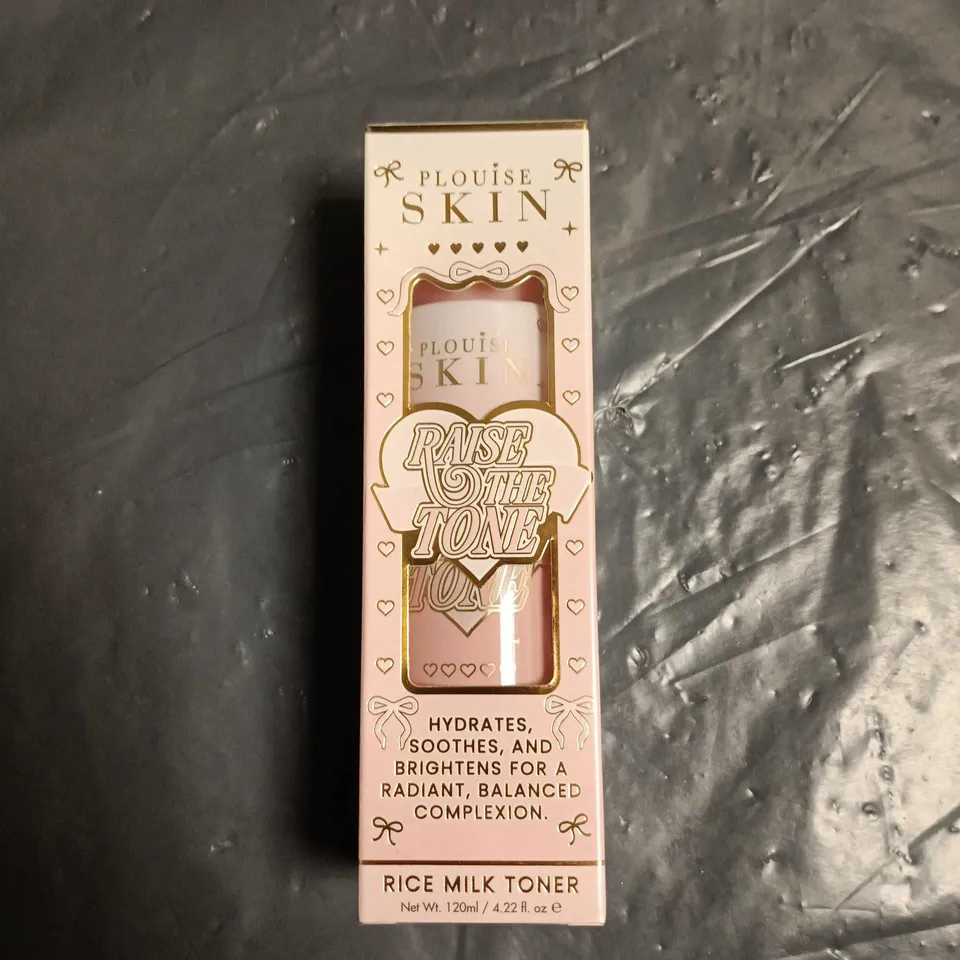 PLOUiSE
SKIN
PLOUiSE
SKIN
RAISE
THE
TONE
TONE
HYDRATES,
SOOTHES, AND
BRIGHTENS FOR A
RADIANT, BALANCED
COMPLEXION.
RICE MILK TONER
Net Wt. 120ml / 4.22 fl. oz ℮